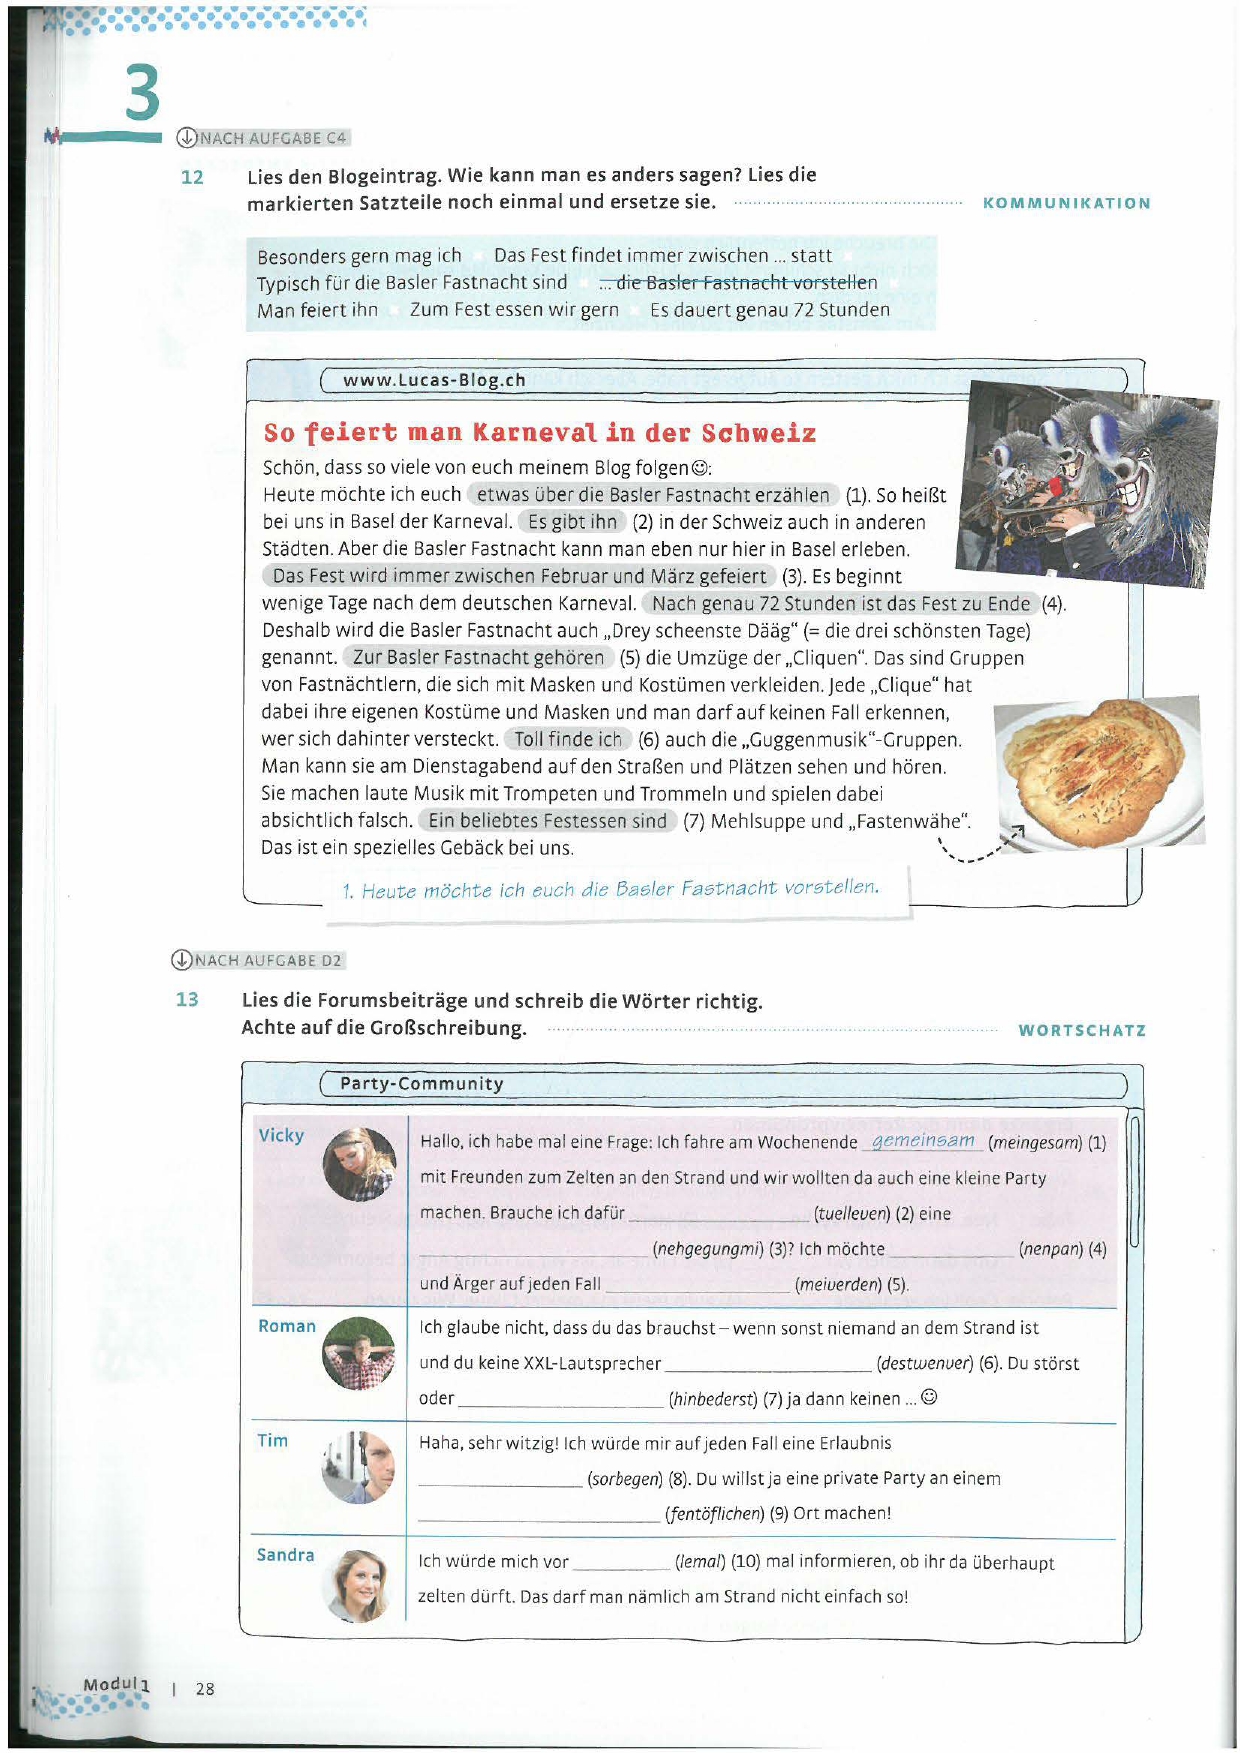 3
NACH AUFGABE C4
12 Lies den Blogeintrag. Wie kann man es anders sagen? Lies die
markierten Satzteile noch einmal und ersetze sie. KOMMUNIKATION
Besonders gern mag ich Das Fest findet immer zwischen ... statt
Typisch für die Basler Fastnacht sind ... die Basler Fastnacht vorstellen
Man feiert ihn Zum Fest essen wir gern Es dauert genau 72 Stunden
www.Lucas-Blog.ch
So feiert man Karneval in der Schweiz
Schön, dass so viele von euch meinem Blog folgen☺:
Heute möchte ich euch etwas über die Basler Fastnacht erzählen (1). So heißt
bei uns in Basel der Karneval. Es gibt ihn (2) in der Schweiz auch in anderen
Städten. Aber die Basler Fastnacht kann man eben nur hier in Basel erleben.
Das Fest wird immer zwischen Februar und März gefeiert (3). Es beginnt
wenige Tage nach dem deutschen Karneval. Nach genau 72 Stunden ist das Fest zu Ende (4).
Deshalb wird die Basler Fastnacht auch „Drey scheenste Dääg“ (= die drei schönsten Tage)
genannt. Zur Basler Fastnacht gehören (5) die Umzüge der „Cliquen“. Das sind Gruppen
von Fastnächtlern, die sich mit Masken und Kostümen verkleiden. Jede „Clique“ hat
dabei ihre eigenen Kostüme und Masken und man darf auf keinen Fall erkennen,
wer sich dahinter versteckt. Toll finde ich (6) auch die „Guggenmusik“-Gruppen.
Man kann sie am Dienstagabend auf den Straßen und Plätzen sehen und hören.
Sie machen laute Musik mit Trompeten und Trommeln und spielen dabei
absichtlich falsch. Ein beliebtes Festessen sind (7) Mehlsuppe und „Fastenwähe“.
Das ist ein spezielles Gebäck bei uns.
1. Heute möchte ich euch die Basler Fastnacht vorstellen.
NACH AUFGABE D2
13 Lies die Forumsbeiträge und schreib die Wörter richtig.
Achte auf die Großschreibung. WORTSCHATZ
Party-Community
Vicky Hallo, ich habe mal eine Frage: Ich fahre am Wochenende gemeinsam (meingesam) (1)
mit Freunden zum Zelten an den Strand und wir wollten da auch eine kleine Party
machen. Brauche ich dafür ____ (tuelleven) (2) eine
____ (nehgegungmi) (3)? Ich möchte ____ (nenpan) (4)
und Ärger auf jeden Fall ____ (meiverden) (5).
Roman Ich glaube nicht, dass du das brauchst – wenn sonst niemand an dem Strand ist
und du keine XXL-Lautsprecher ____ (destwenver) (6). Du störst
oder ____ (hinbederst) (7) ja dann keinen ... ☺
Tim Haha, sehr witzig! Ich würde mir auf jeden Fall eine Erlaubnis
____ (sorbegen) (8). Du willst ja eine private Party an einem
____ (fentöflichen) (9) Ort machen!
Sandra Ich würde mich vor ____ (lemal) (10) mal informieren, ob ihr da überhaupt
zelten dürft. Das darf man nämlich am Strand nicht einfach so!
Modul 1 | 28